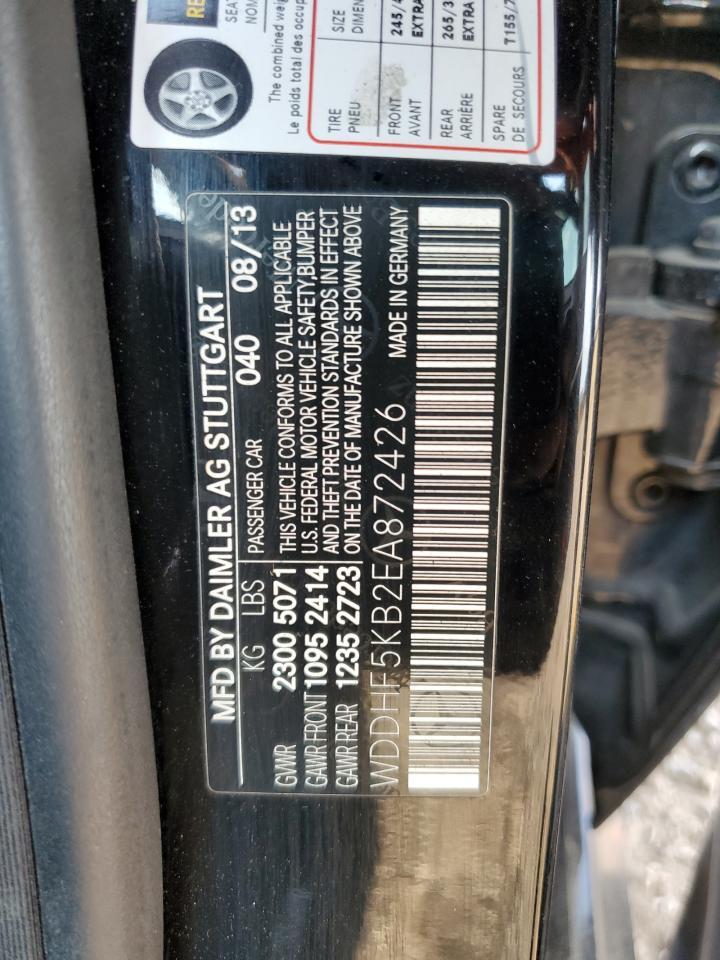 The combined
Le poids total des
TIRE SIZE
PNEU
FRONT
AVANT EXTRA
REAR
ARRIÈRE EXTRA
SPARE
DE SECOURS
MFD BY DAIMLER AG STUTTGART
KG LBS PASSENGER CAR 040 08/13
GVWR 2300 5071 THIS VEHICLE CONFORMS TO ALL APPLICABLE
GAWR FRONT 1095 2414 U.S. FEDERAL MOTOR VEHICLE SAFETY,BUMPER
AND THEFT PREVENTION STANDARDS IN EFFECT
GAWR REAR 1235 2723 ON THE DATE OF MANUFACTURE SHOWN ABOVE
WDDHF5KB2EA872426 MADE IN GERMANY